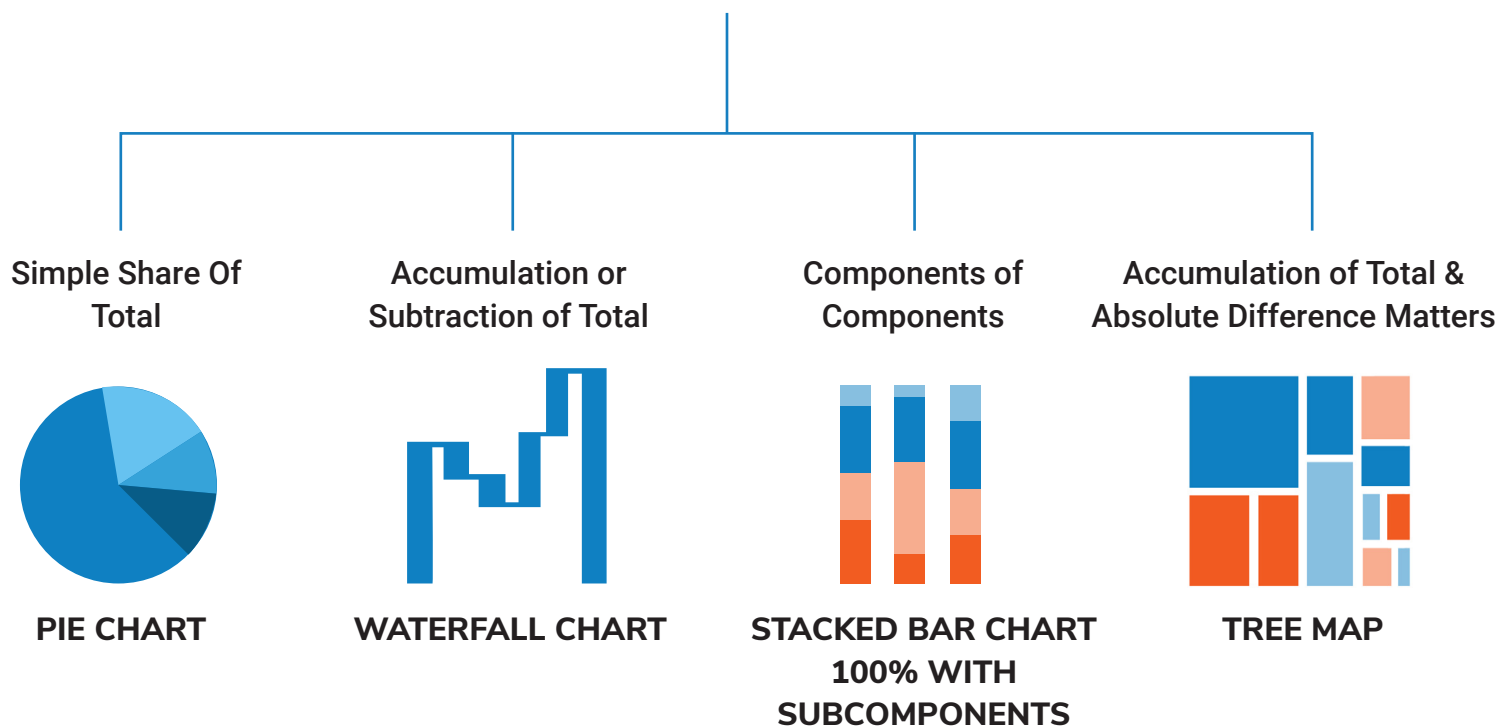 Simple Share Of
Total
Accumulation or
Subtraction of Total
Components of
Components
Accumulation of Total &
Absolute Difference Matters
PIE CHART
WATERFALL CHART
STACKED BAR CHART
100% WITH
SUBCOMPONENTS
TREE MAP